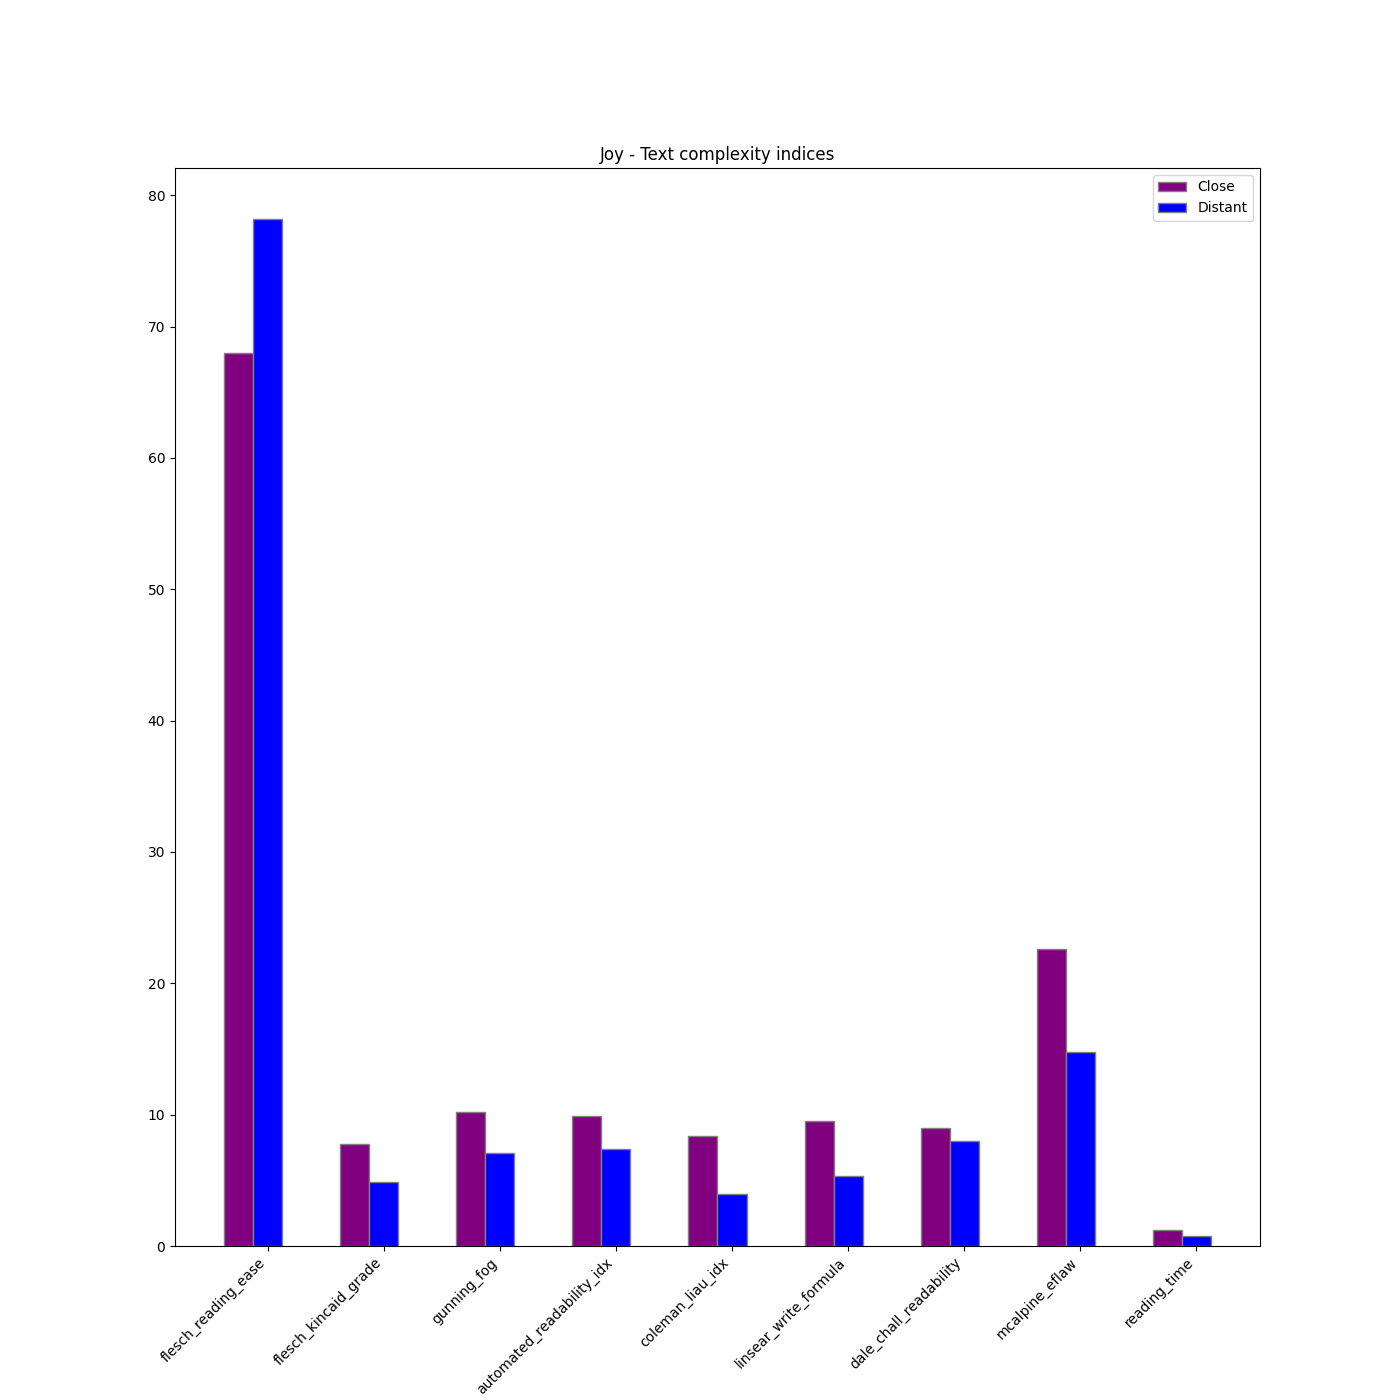 Joy - Text complexity indices
Close
Distant
80
70
60
50
40
30
20
10
0
flesch_reading_ease
flesch_kincaid_grade
gunning_fog
automated_readability_idx
coleman_liau_idx
linsear_write_formula
dale_chall_readability
mcalpine_eflaw
reading_time